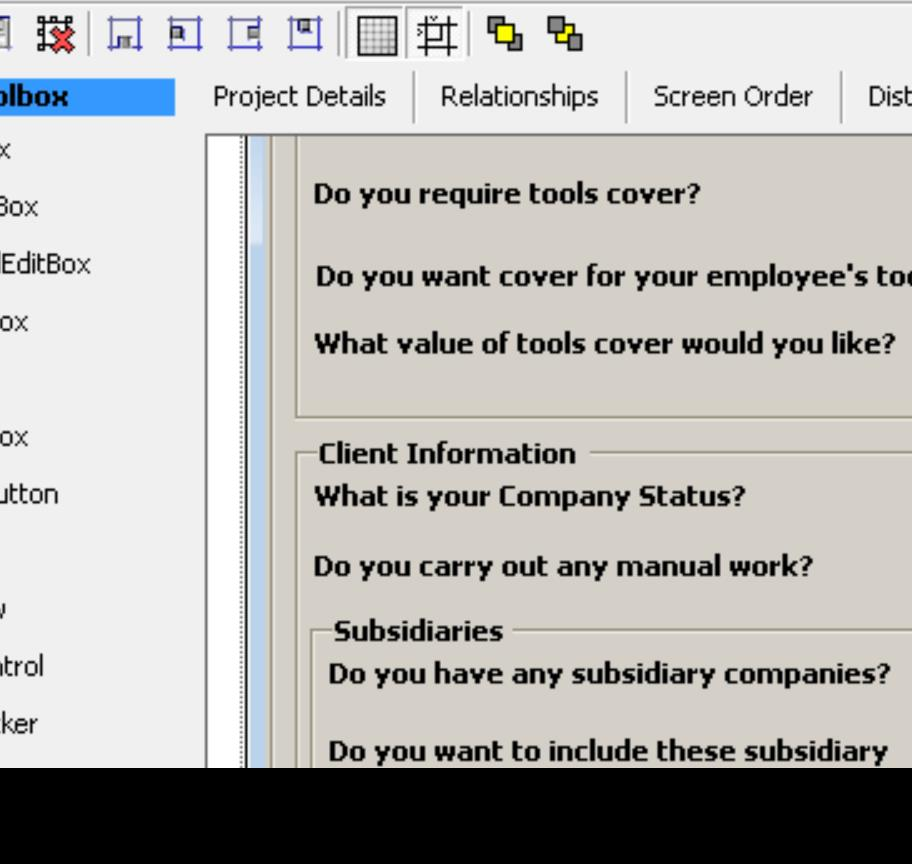 olbox
Project Details
Relationships
Screen Order
Dist
x
Box
EditBox
ox
ox
utton
w
ntrol
ker
Do you require tools cover?
Do you want cover for your employee's too
What value of tools cover would you like?
Client Information
What is your Company Status?
Do you carry out any manual work?
Subsidiaries
Do you have any subsidiary companies?
Do you want to include these subsidiary